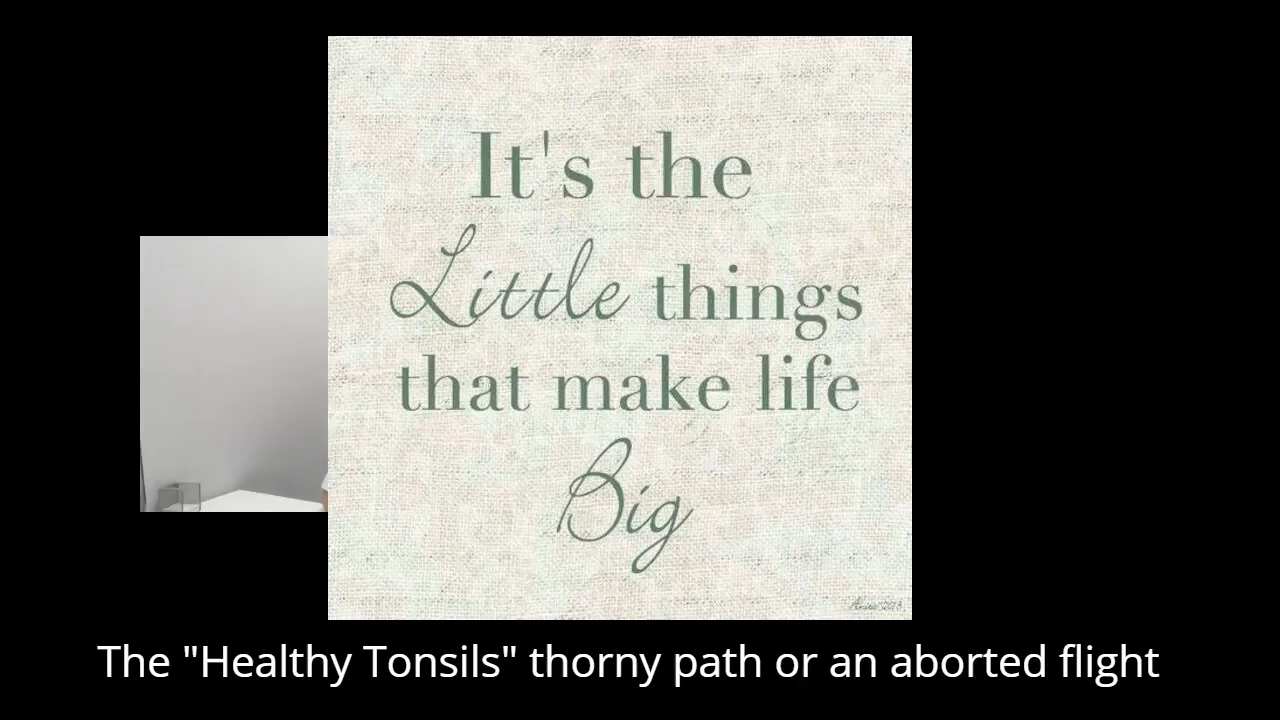 It's the
Little things
that make life
Big
The "Healthy Tonsils" thorny path or an aborted flight